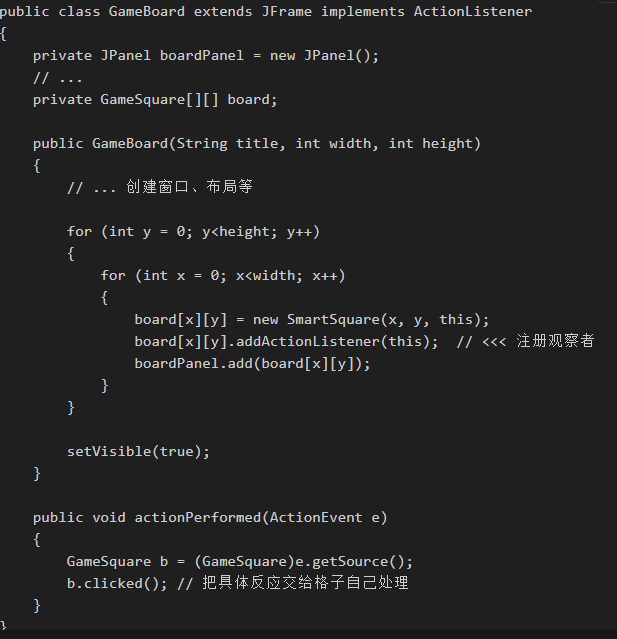 public class GameBoard extends JFrame implements ActionListener
{
    private JPanel boardPanel = new JPanel();
    // ...
    private GameSquare[][] board;

    public GameBoard(String title, int width, int height)
    {
        // ... 创建窗口、布局等

        for (int y = 0; y<height; y++)
        {
            for (int x = 0; x<width; x++)
            {
                board[x][y] = new SmartSquare(x, y, this);
                board[x][y].addActionListener(this);  // <<< 注册观察者
                boardPanel.add(board[x][y]);
            }
        }

        setVisible(true);
    }

    public void actionPerformed(ActionEvent e)
    {
        GameSquare b = (GameSquare)e.getSource();
        b.clicked(); // 把具体反应交给格子自己处理
    }
}